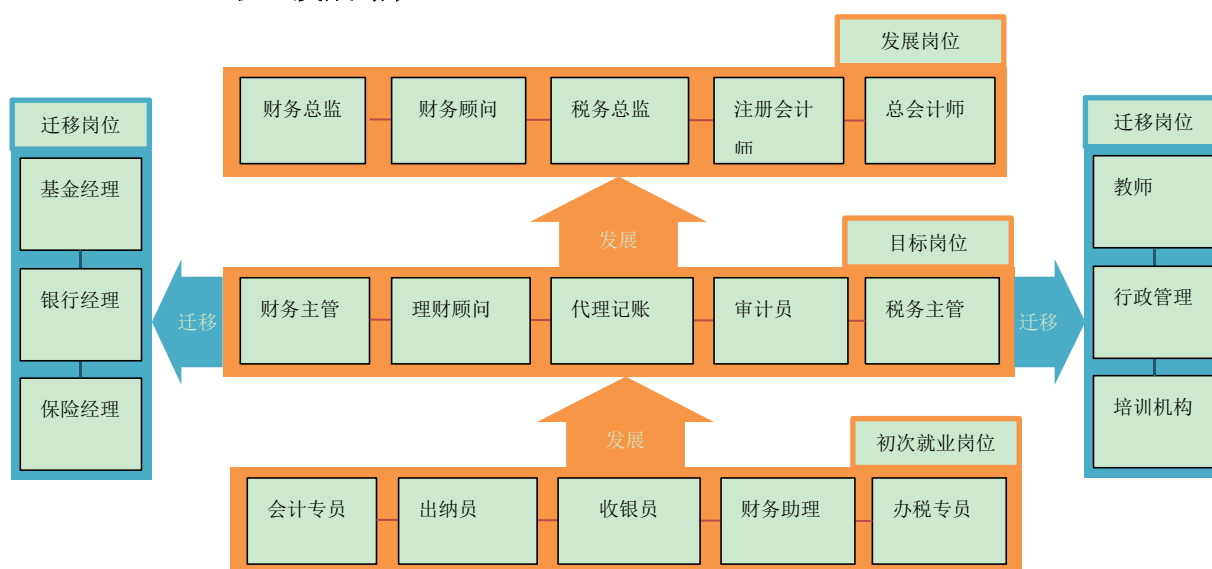 发展岗位
财务总监
财务顾问
税务总监
注册会计
师
总会计师
迁移岗位
基金经理
银行经理
保险经理
迁移岗位
教师
行政管理
培训机构
发展
目标岗位
迁移
财务主管
理财顾问
代理记账
审计员
税务主管
迁移
发展
初次就业岗位
会计专员
出纳员
收银员
财务助理
办税专员